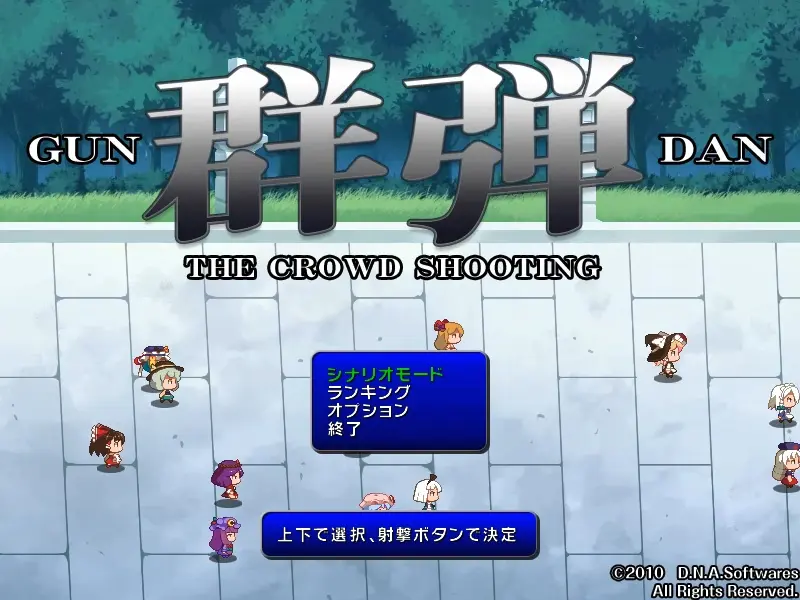 GUN 群弾 DAN
THE CROWD SHOOTING
シナリオモード
ランキング
オプション
終了
上下で選択、射撃ボタンで決定
©2010 D.N.A.Softwares
All Rights Reserved.